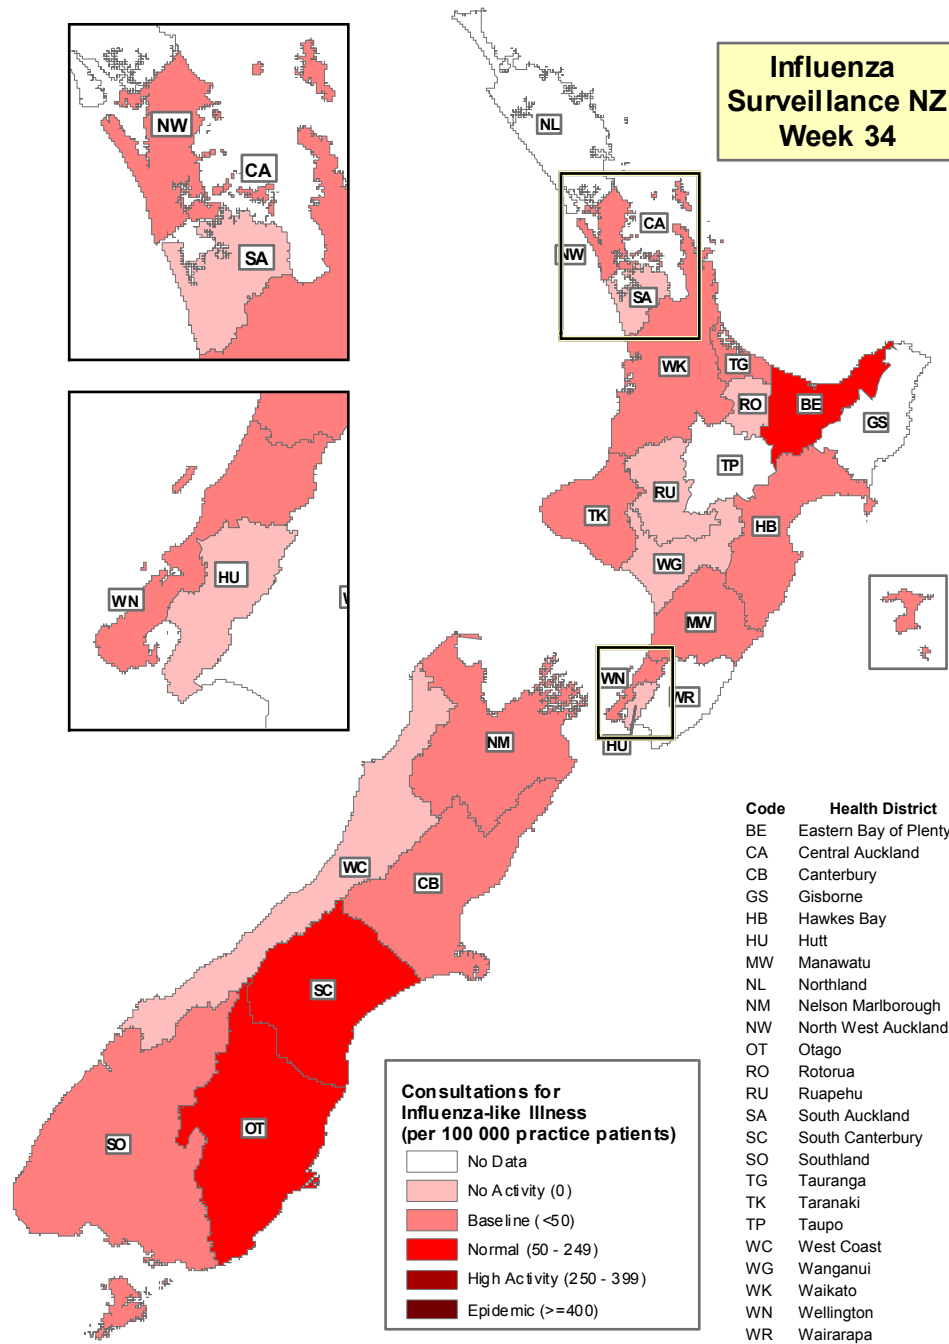 Influenza
Surveillance NZ
Week 34
NW
CA
SA
HU
WN
NL
CA
NW
SA
WK
TG
RO
BE
GS
TP
RU
TK
HB
WG
MW
WN
WR
HU
NM
WC
CB
SC
OT
SO
Consultations for
Influenza-like Illness
(per 100 000 practice patients)
No Data
No Activity (0)
Baseline (<50)
Normal (50 - 249)
High Activity (250 - 399)
Epidemic (>=400)
Code Health District
BE Eastern Bay of Plenty
CA Central Auckland
CB Canterbury
GS Gisborne
HB Hawkes Bay
HU Hutt
MW Manawatu
NL Northland
NM Nelson Marlborough
NW North West Auckland
OT Otago
RO Rotorua
RU Ruapehu
SA South Auckland
SC South Canterbury
SO Southland
TG Tauranga
TK Taranaki
TP Taupo
WC West Coast
WG Wanganui
WK Waikato
WN Wellington
WR Wairarapa